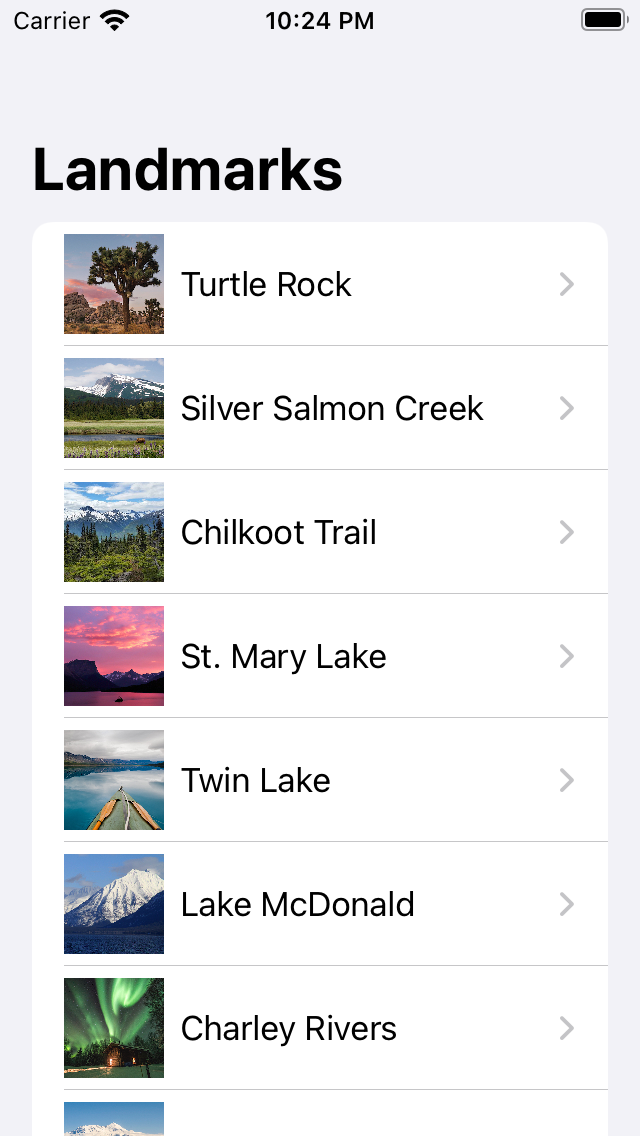 Carrier 10:24 PM
Landmarks
Turtle Rock
Silver Salmon Creek
Chilkoot Trail
St. Mary Lake
Twin Lake
Lake McDonald
Charley Rivers